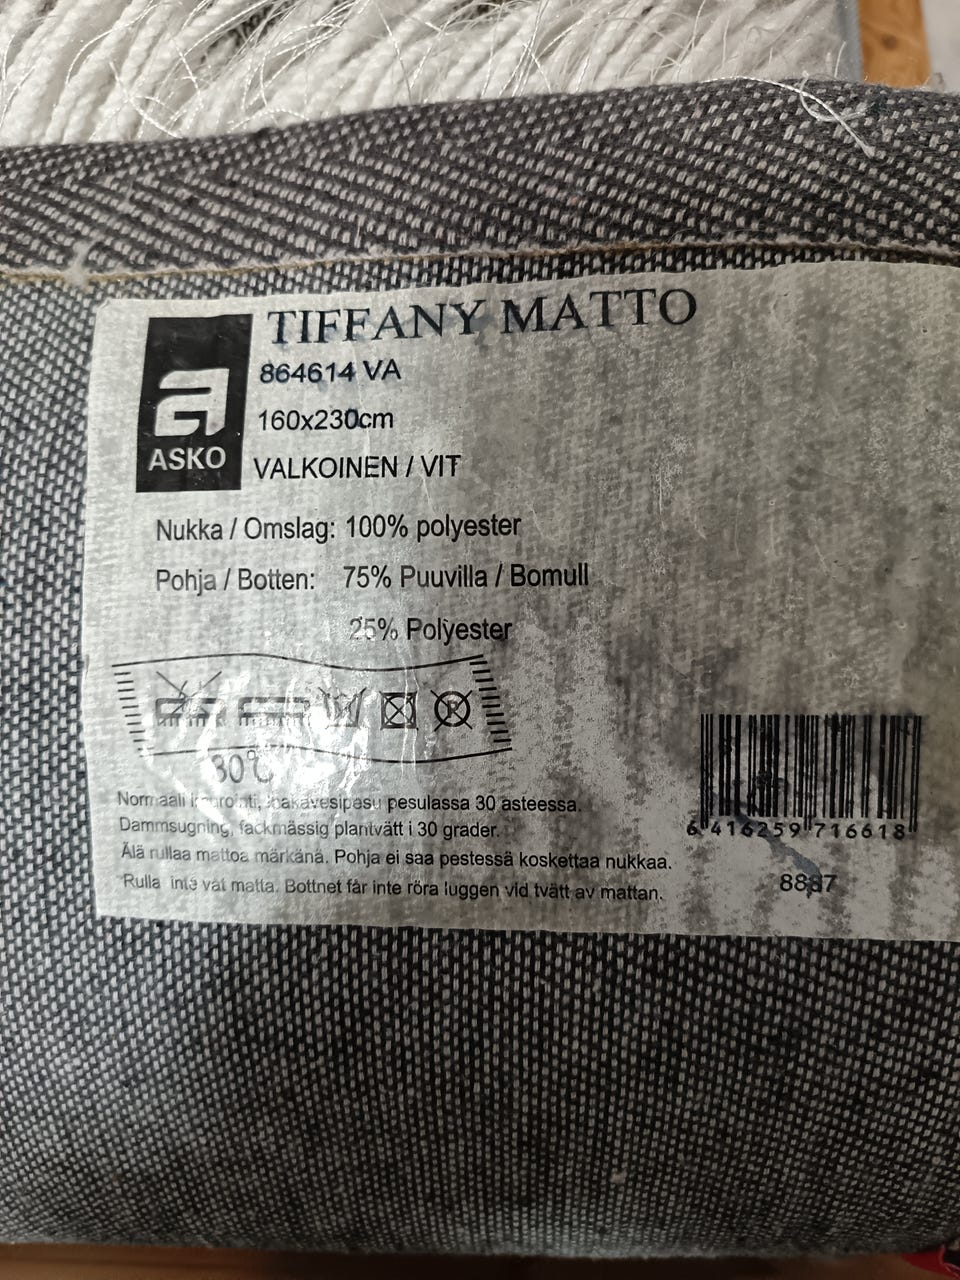 TIFFANY MATTO
864614 VA
160x230cm
a
ASKO
VALKOINEN / VIT
Nukka / Omslag: 100% polyester
Pohja / Botten: 75% Puuvilla / Bomull
25% Polyester
P
30°C
Normaali pesulassa 30 asteessa.
Dammsugning, fackmässig plantvätt i 30 grader.
Älä rullaa mattoa märkänä. Pohja ei saa pestessä koskettaa nukkaa.
Rulla inte våt matta. Bottnet får inte röra luggen vid tvätt av mattan.
6 416259 716618
8887